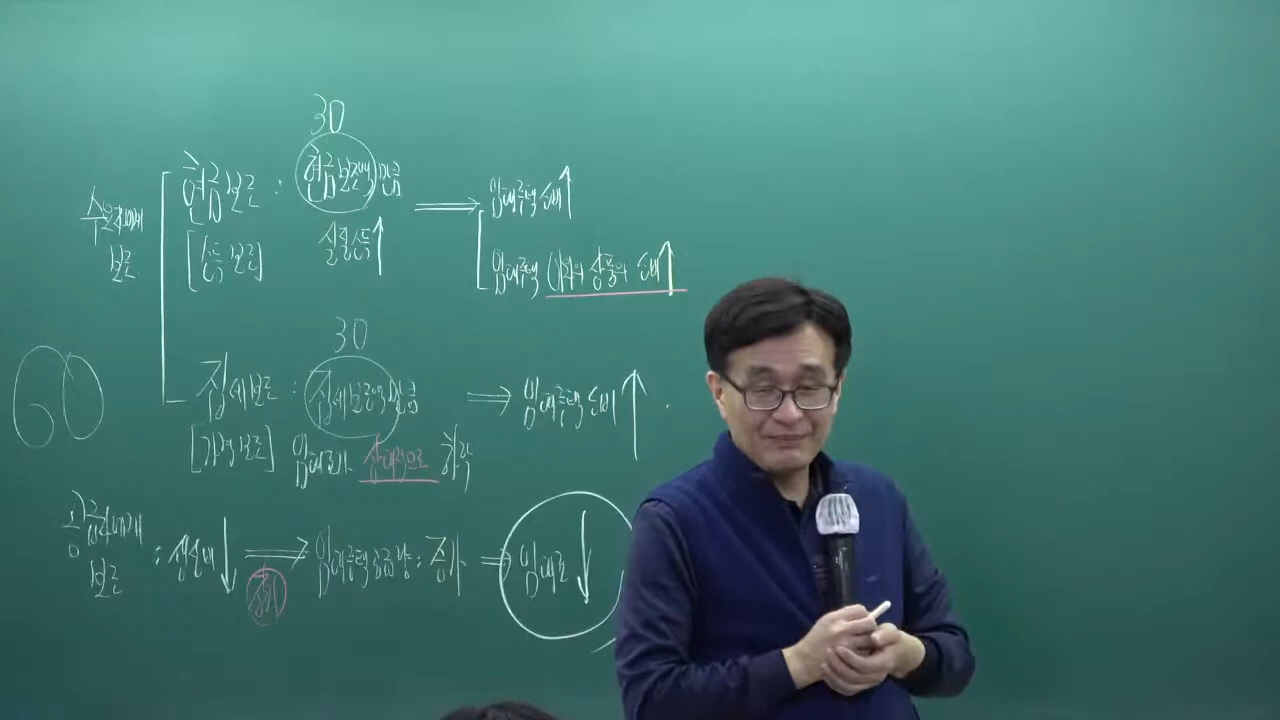 30
현금보조 : 현금보조액만큼
실질소득↑
수요자에게 보조
[소득 보조]
⇒ 임대주택 소비↑
임대주택 이외의 상품의 소비↑
60
30
집세보조 : 집세보조액만큼
⇒ 임대주택 소비↑
[가격보조] 임대료가 상대적으로 하락
공급자에게 보조 : 생산비↓ ⇒ 임대주택 공급량 : 증가 = 임대료↓
장기